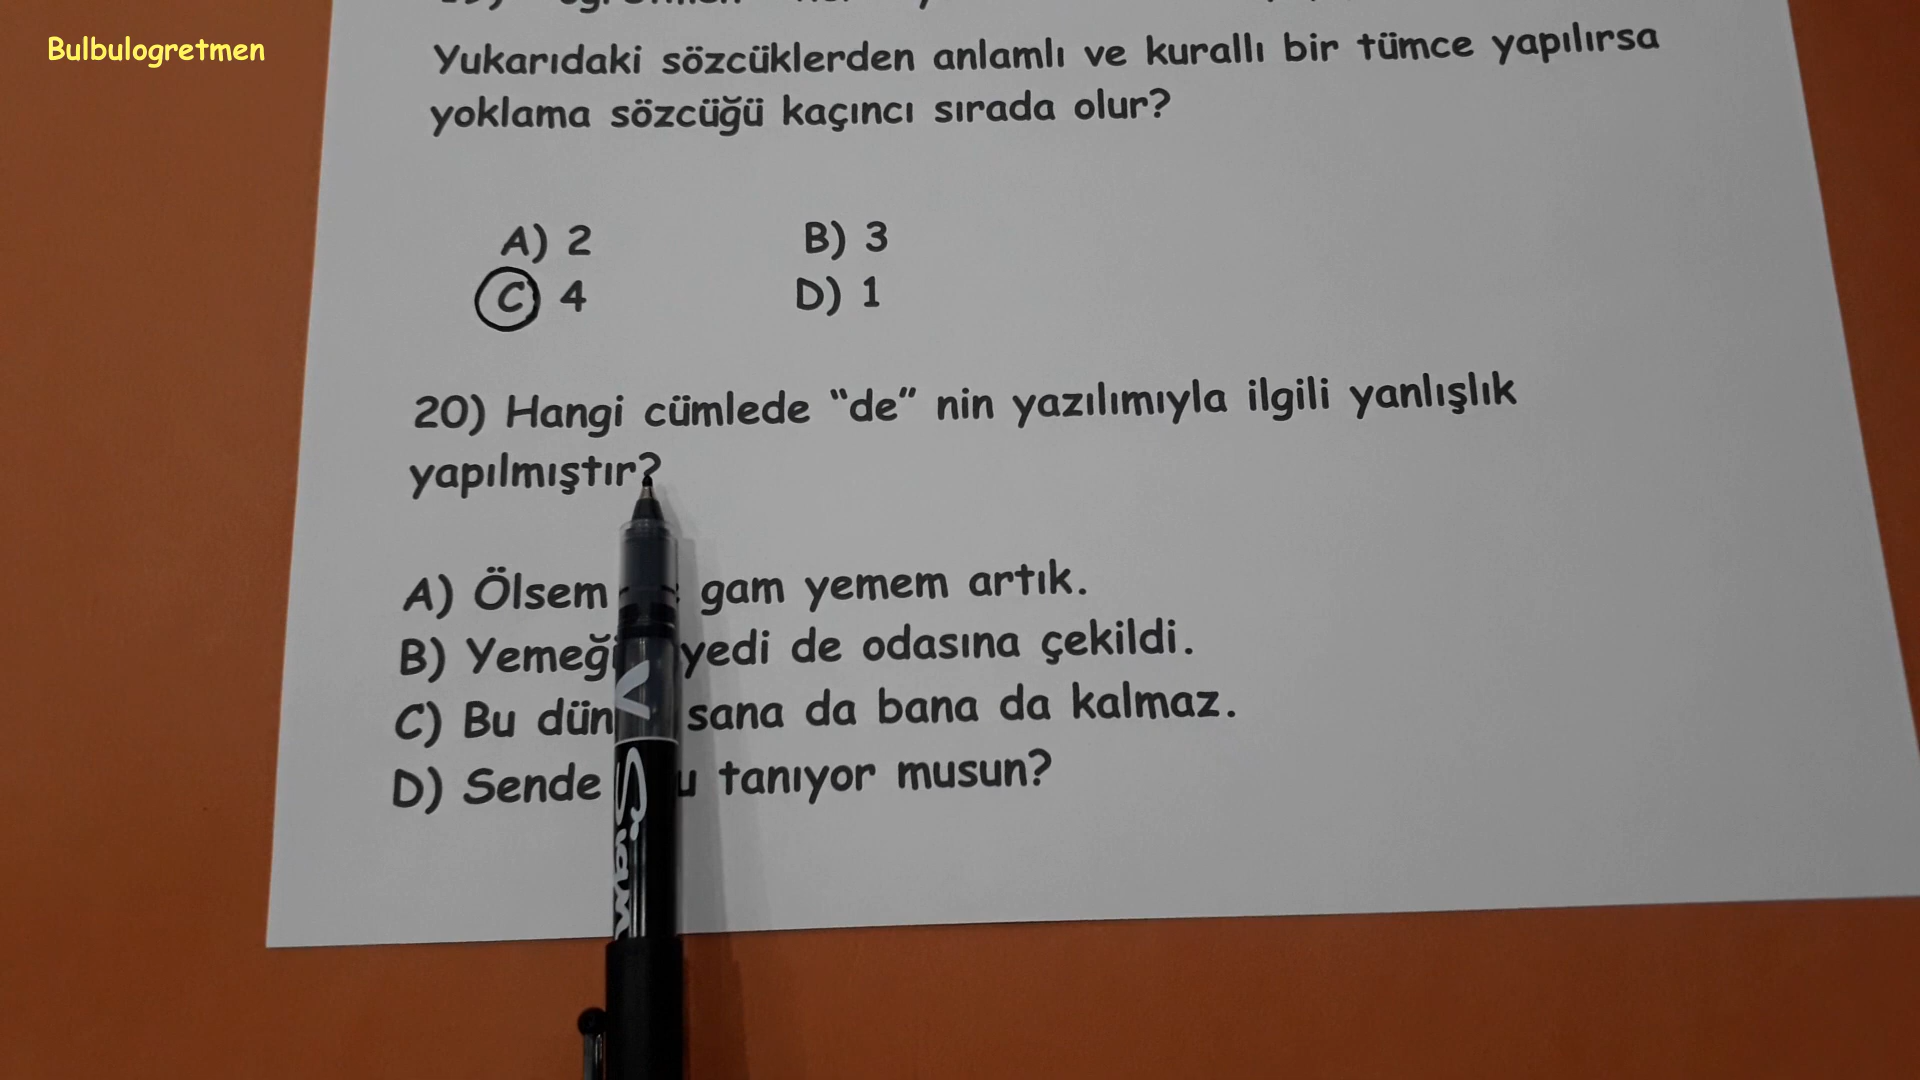 Bulbulogretmen
Yukarıdaki sözcüklerden anlamlı ve kurallı bir tümce yapılırsa
yoklama sözcüğü kaçıncı sırada olur?
A) 2 B) 3
C) 4 D) 1
20) Hangi cümlede “de” nin yazılımıyla ilgili yanlışlık
yapılmıştır?
A) Ölsem gam yemem artık.
B) yedi de odasına çekildi.
C) Bu sana da bana da kalmaz.
D) Sende tanıyor musun?